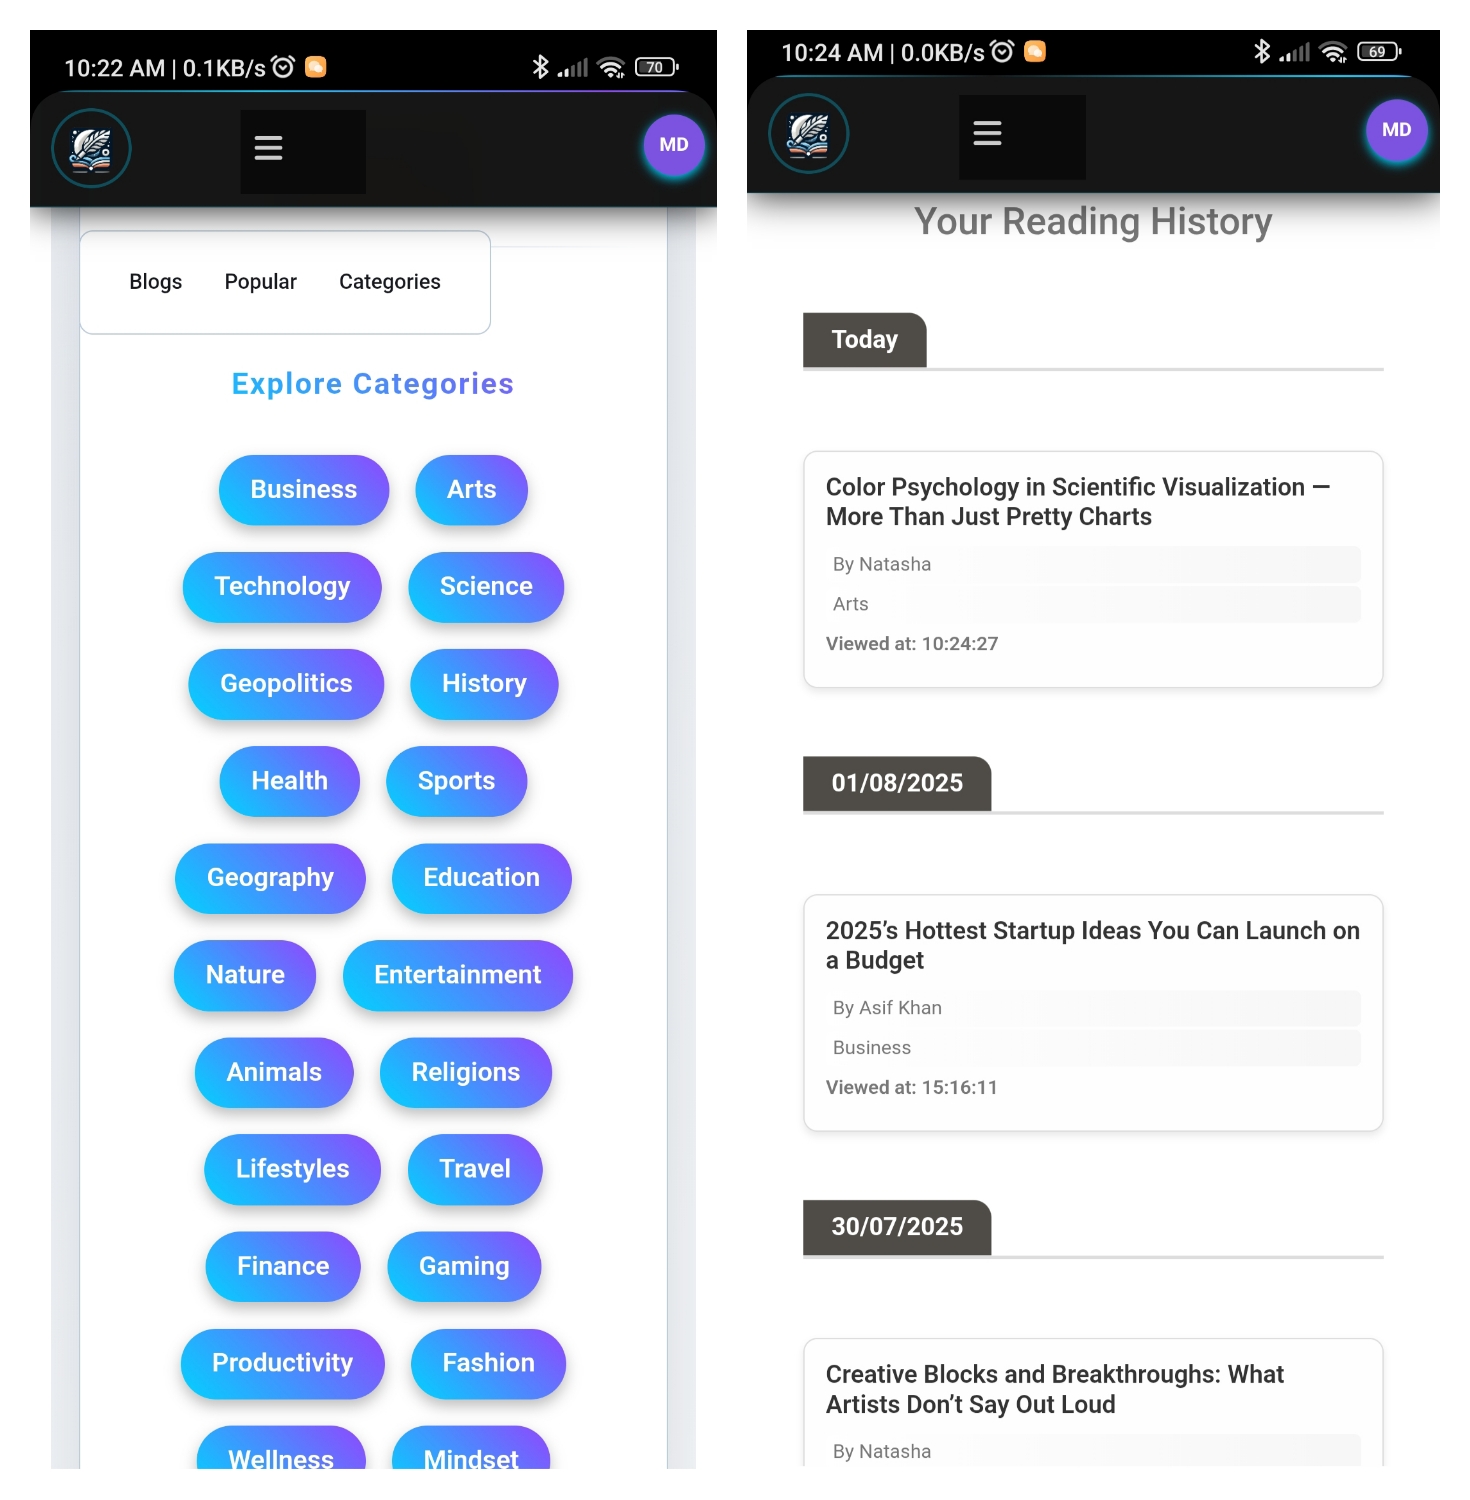 10:22 AM | 0.1KB/s
70
MD
Blogs Popular Categories
Explore Categories
Business Arts
Technology Science
Geopolitics History
Health Sports
Geography Education
Nature Entertainment
Animals Religions
Lifestyles Travel
Finance Gaming
Productivity Fashion
Wellness Mindset
10:24 AM | 0.0KB/s
69
MD
Your Reading History
Today
Color Psychology in Scientific Visualization —
More Than Just Pretty Charts
By Natasha
Arts
Viewed at: 10:24:27
01/08/2025
2025’s Hottest Startup Ideas You Can Launch on
a Budget
By Asif Khan
Business
Viewed at: 15:16:11
30/07/2025
Creative Blocks and Breakthroughs: What
Artists Don’t Say Out Loud
By Natasha